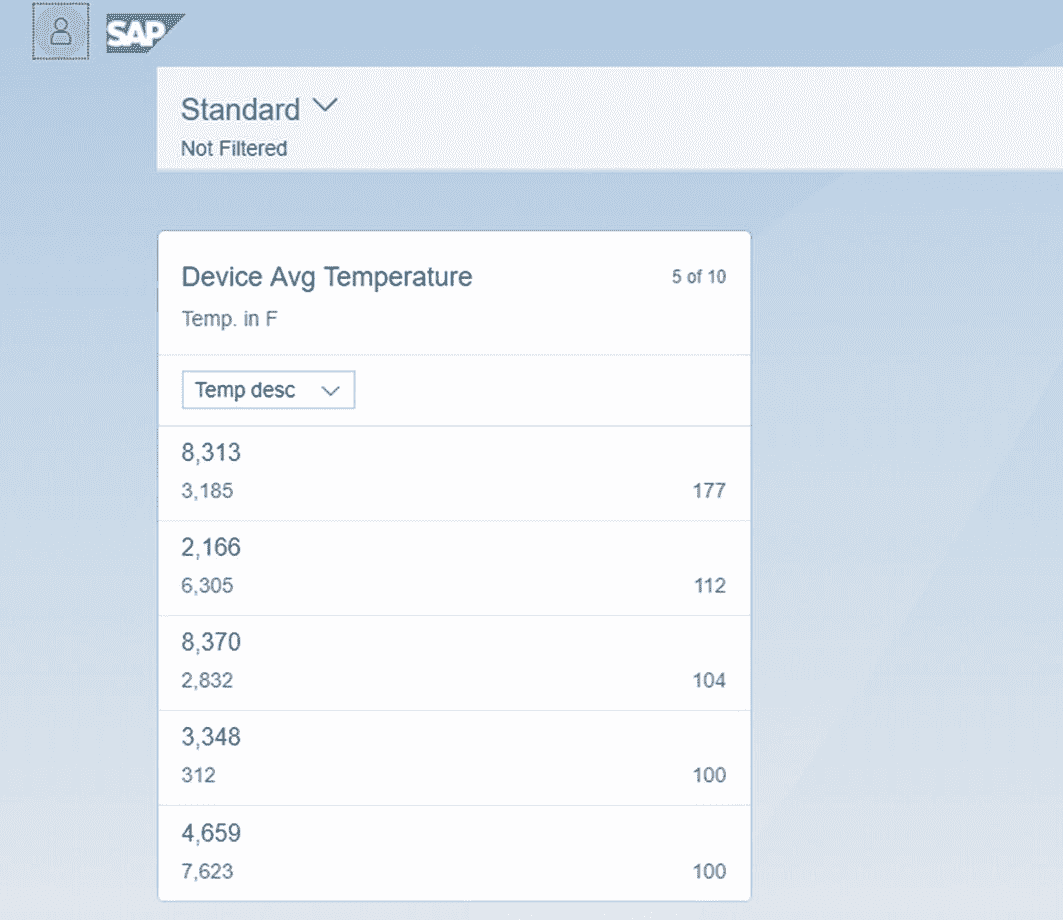 SAP
Standard
Not Filtered
Device Avg Temperature 5 of 10
Temp. in F
Temp desc
8,313
3,185 177
2,166
6,305 112
8,370
2,832 104
3,348
312 100
4,659
7,623 100